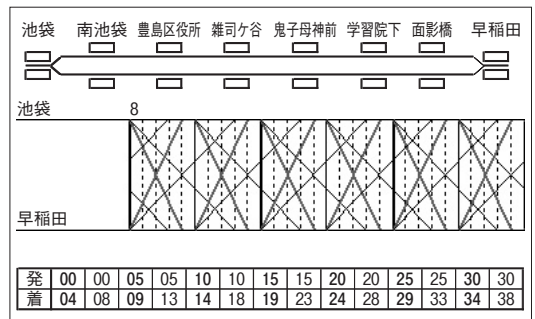 池袋 南池袋 豊島区役所 雑司ケ谷 鬼子母神前 学習院下 面影橋 早稲田
池袋 8
早稲田
発 00 00 05 05 10 10 15 15 20 20 25 25 30 30
着 04 08 09 13 14 18 19 23 24 28 29 33 34 38